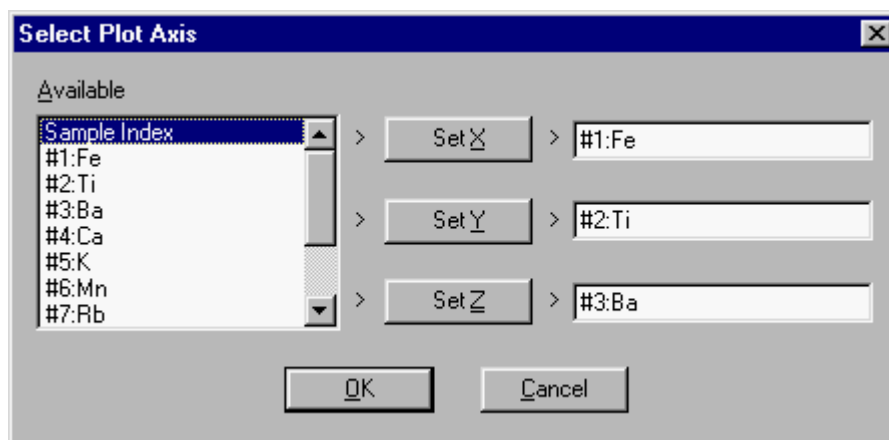 Select Plot Axis
Available
Sample Index
#1:Fe
#2:Ti
#3:Ba
#4:Ca
#5:K
#6:Mn
#7:Rb
> Set X > #1:Fe
> Set Y > #2:Ti
> Set Z > #3:Ba
OK Cancel